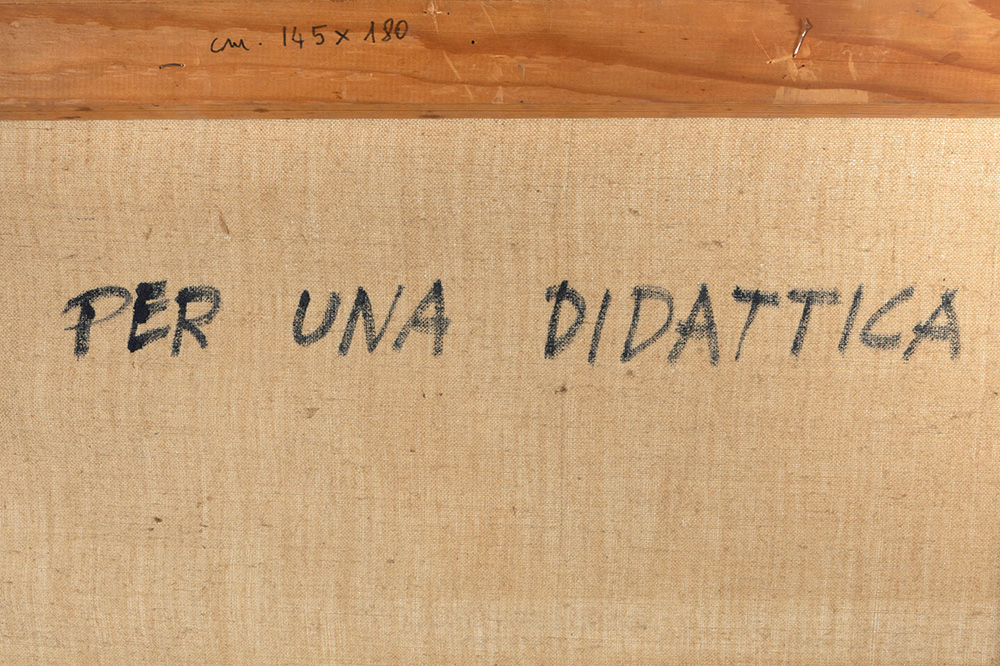 cm. 145 x 180
PER UNA DIDATTICA